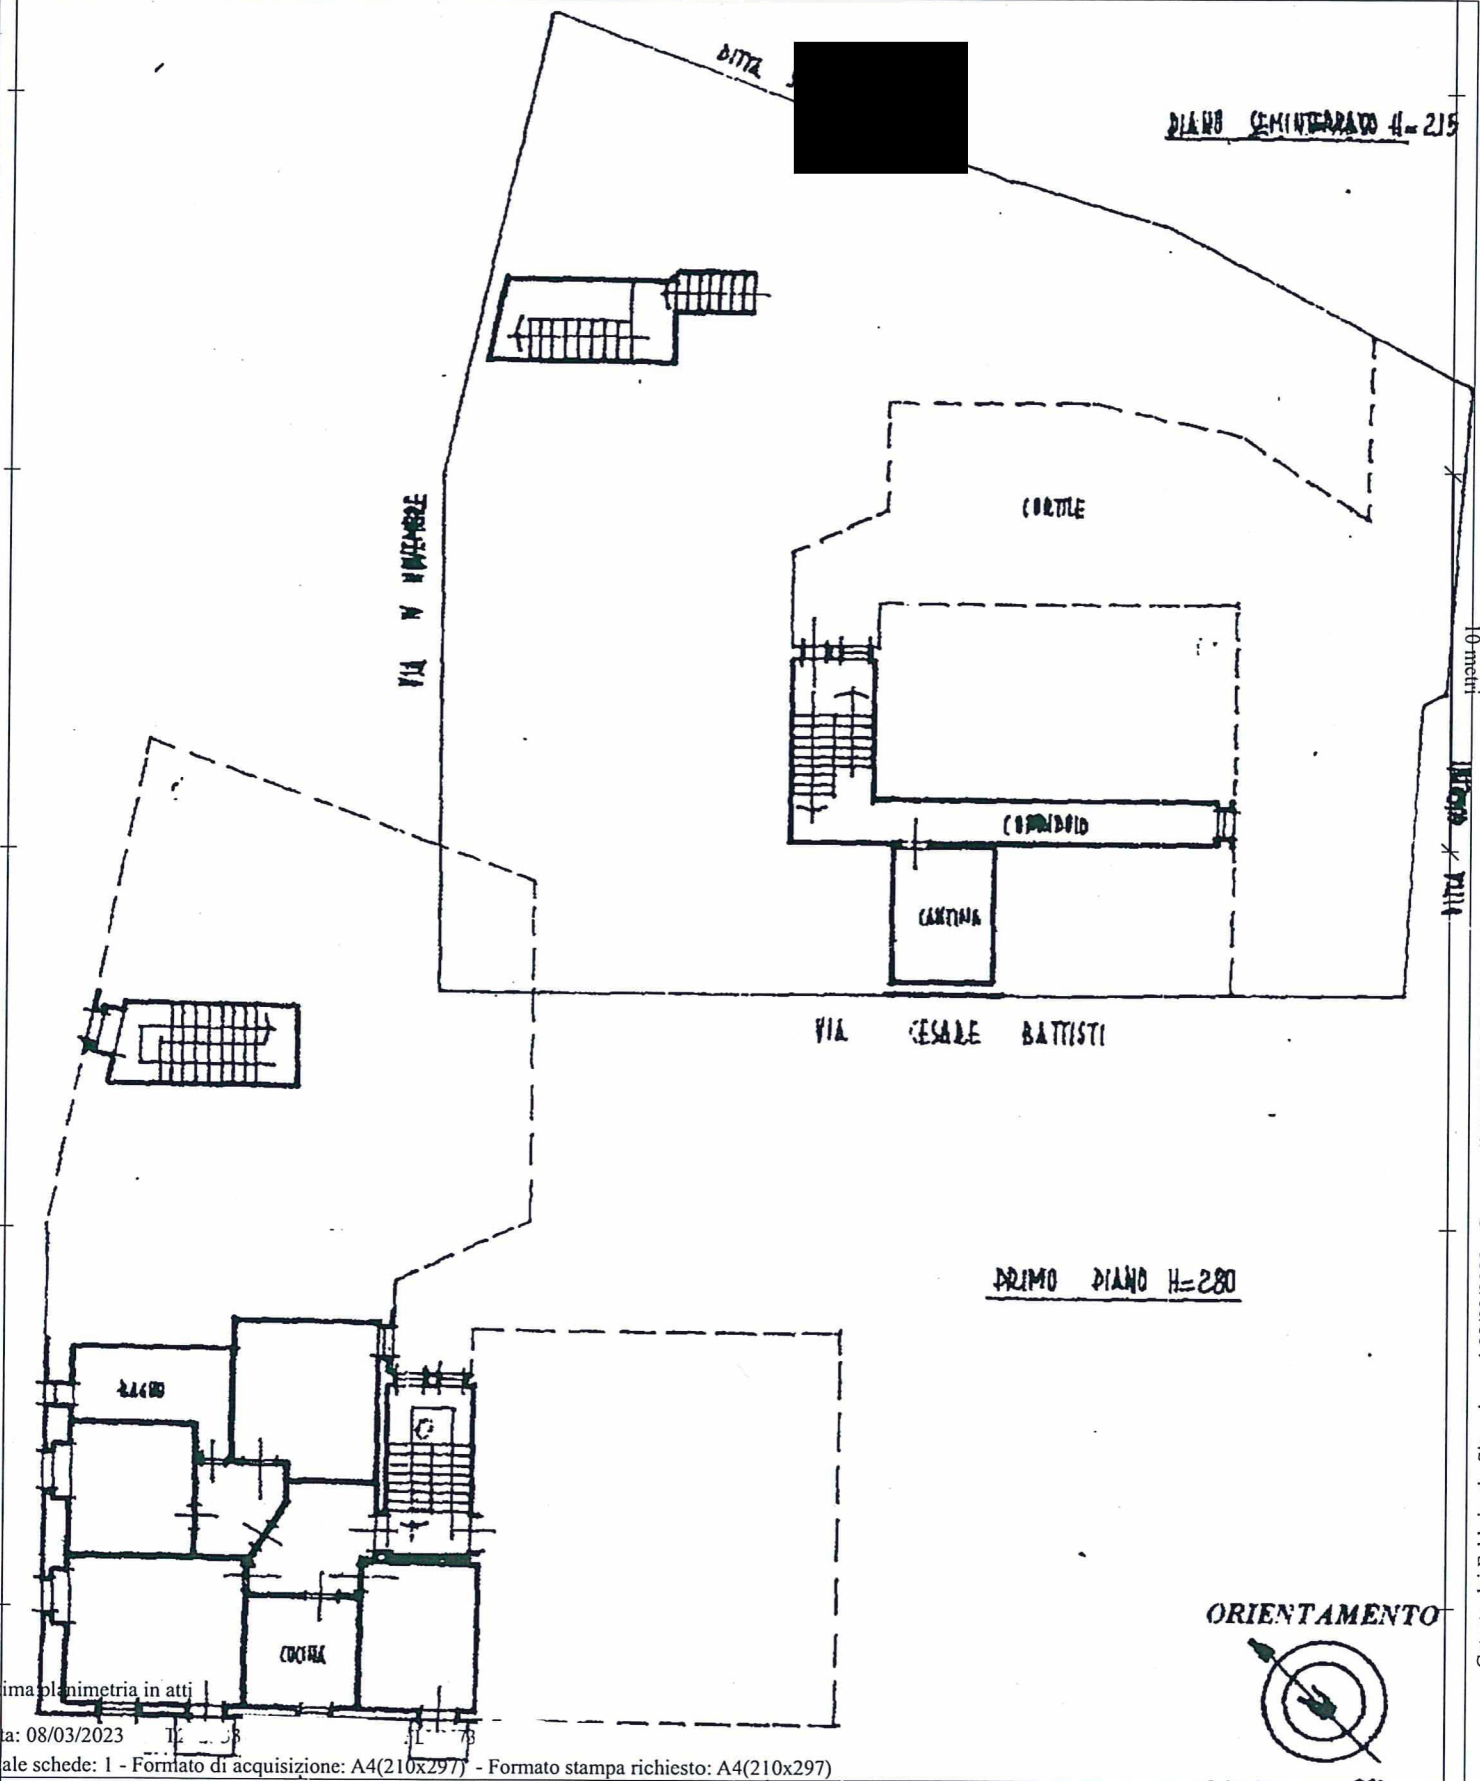 DITTA
PIANO SEMINTERRATO H=215
CORTILE
VIA IV NOVEMBRE
10 metri
CORRIDOIO
CANTINA
VIA CESARE BATTISTI
PRIMO PIANO H=280
BAGNO
CUCINA
ORIENTAMENTO
ima planimetria in atti
ta: 08/03/2023
ale schede: 1 - Formato di acquisizione: A4(210x297) - Formato stampa richiesto: A4(210x297)